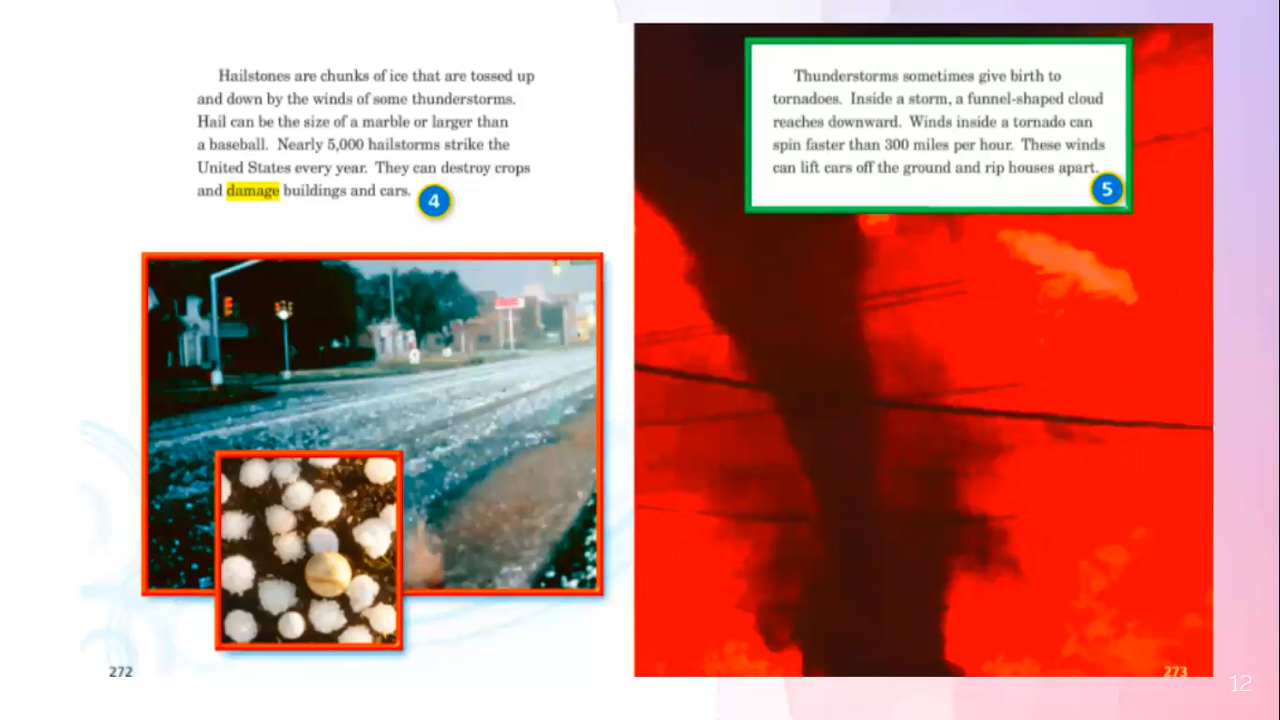 Hailstones are chunks of ice that are tossed up
and down by the winds of some thunderstorms.
Hail can be the size of a marble or larger than
a baseball. Nearly 5,000 hailstorms strike the
United States every year. They can destroy crops
and damage buildings and cars.
4
272
Thunderstorms sometimes give birth to
tornadoes. Inside a storm, a funnel-shaped cloud
reaches downward. Winds inside a tornado can
spin faster than 300 miles per hour. These winds
can lift cars off the ground and rip houses apart.
5
273
12